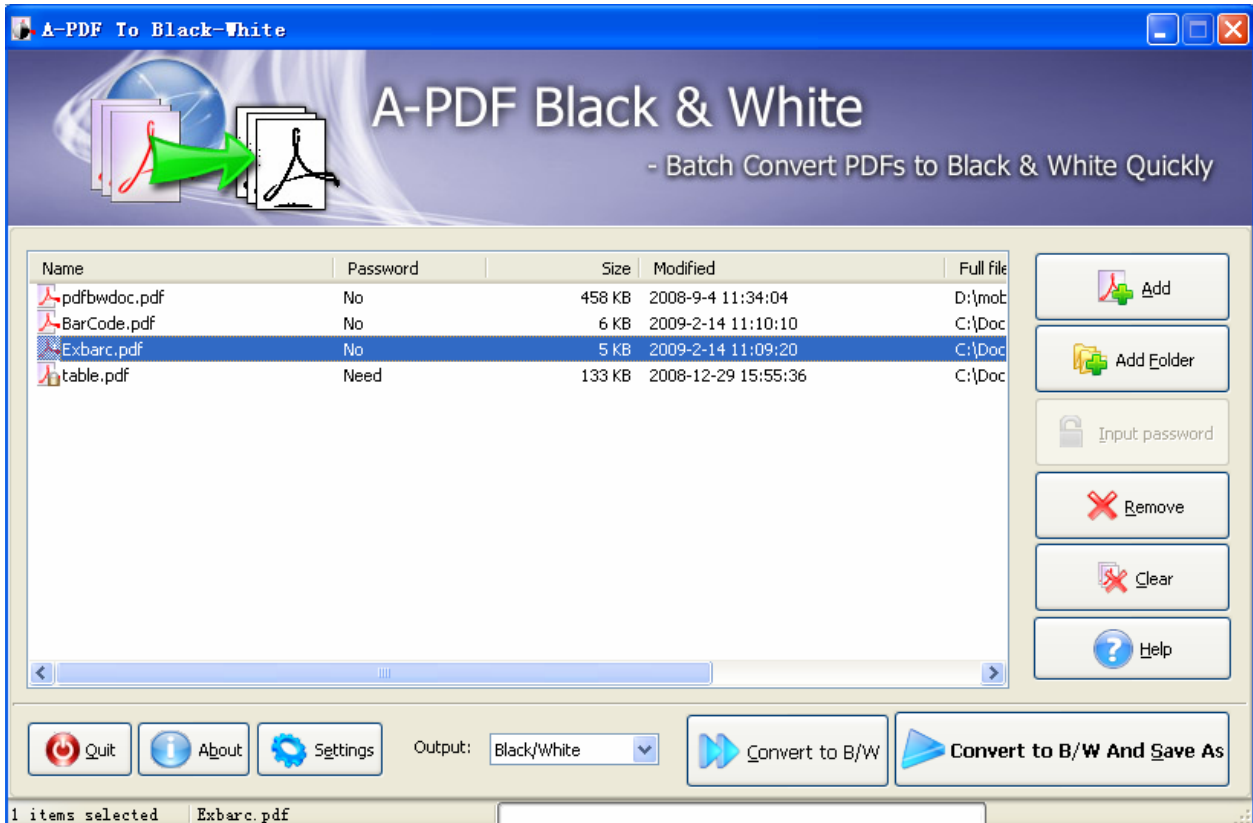 A-PDF To Black-White
A-PDF Black & White
- Batch Convert PDFs to Black & White Quickly
Name Password Size Modified Full file
pdfbwdoc.pdf No 458 KB 2008-9-4 11:34:04 D:\mob
BarCode.pdf No 6 KB 2009-2-14 11:10:10 C:\Doc
Exbarc.pdf No 5 KB 2009-2-14 11:09:20 C:\Doc
table.pdf Need 133 KB 2008-12-29 15:55:36 C:\Doc
Add
Add Folder
Input password
Remove
Clear
Help
Quit About Settings Output: Black/White Convert to B/W Convert to B/W And Save As
1 items selected Exbarc.pdf